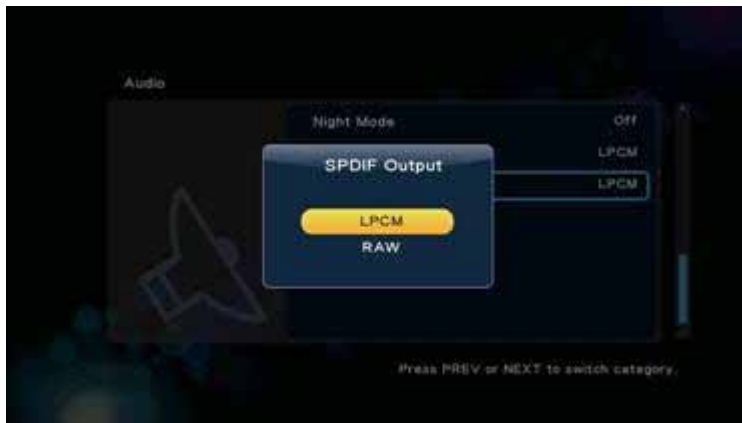 Audio
Night Mode Off
LPCM
SPDIF Output
LPCM
LPCM
RAW
Press PREV or NEXT to switch category.